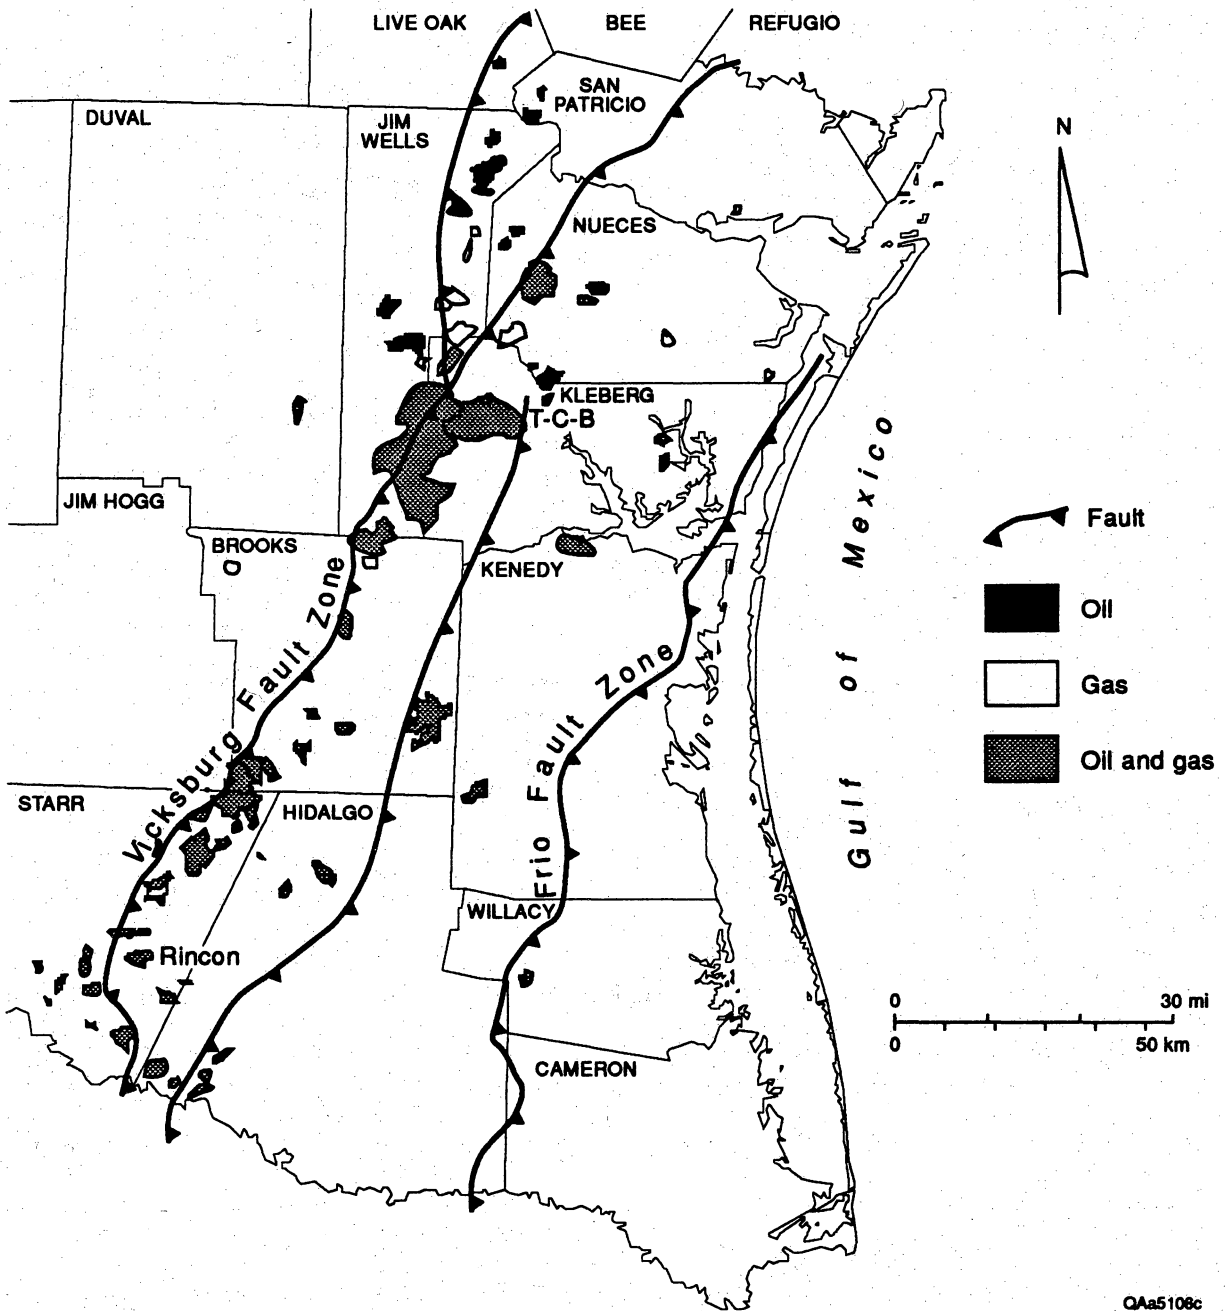 LIVE OAK
BEE
REFUGIO
SAN
PATRICIO
DUVAL
JIM
WELLS
N
NUECES
KLEBERG
T-C-B
JIM HOGG
BROOKS
KENEDY
Vicksburg Fault Zone
Frio Fault Zone
Gulf of Mexico
Fault
Oil
Gas
Oil and gas
STARR
HIDALGO
WILLACY
Rincon
0 30 mi
0 50 km
CAMERON
QAa5106c